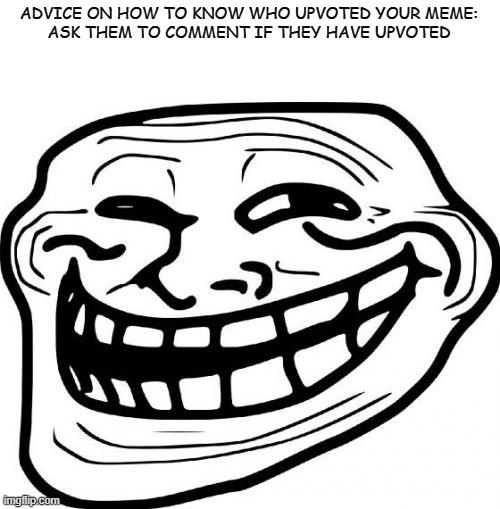 ADVICE ON HOW TO KNOW WHO UPVOTED YOUR MEME:
ASK THEM TO COMMENT IF THEY HAVE UPVOTED
imgflip.com